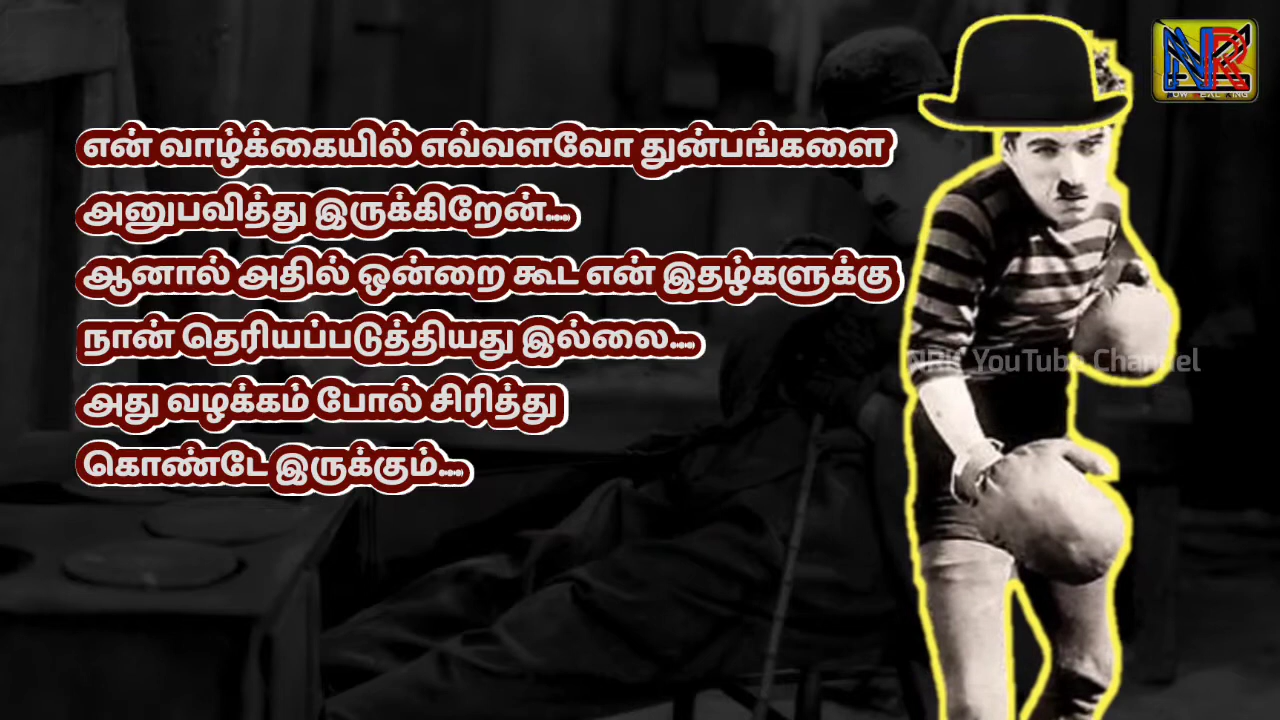 என் வாழ்க்கையில் எவ்வளவோ துன்பங்களை
அனுபவித்து இருக்கிறேன்...
ஆனால் அதில் ஒன்றை கூட என் இதழ்களுக்கு
நான் தெரியப்படுத்தியது இல்லை...
அது வழக்கம் போல் சிரித்து
கொண்டே இருக்கும்...
NRK YouTube Channel
NR